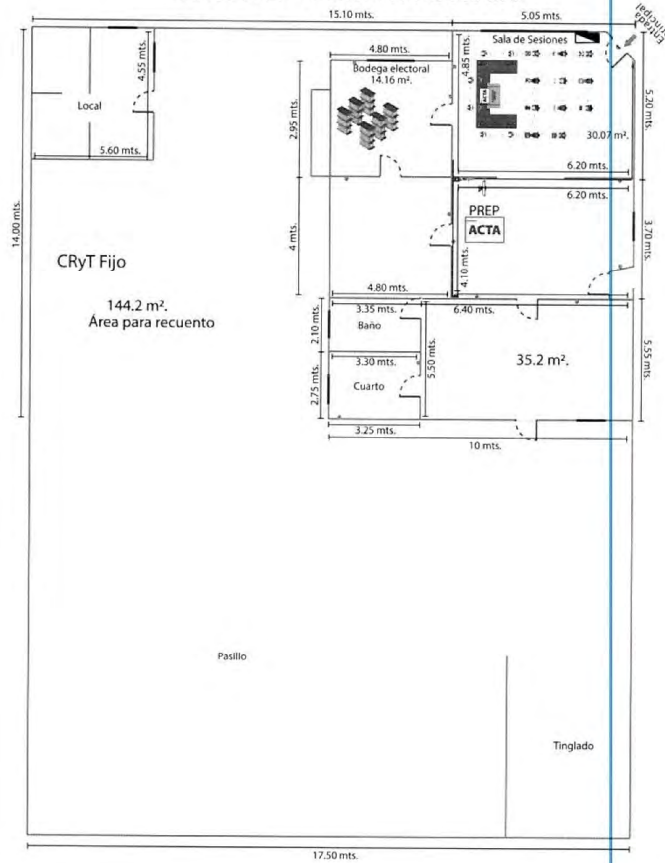 15.10 mts.
5.05 mts.
Entrada
principal
4.80 mts.
Sala de Sesiones
Bodega electoral
14.16 m².
4.55 mts.
4.85 mts.
5.20 mts.
Local
ACTA
2.95 mts.
30.07 m².
5.60 mts.
6.20 mts.
6.20 mts.
14.00 mts.
PREP
ACTA
4 mts.
3.70 mts.
CRyT Fijo
4.10 mts.
144.2 m².
Área para recuento
4.80 mts.
3.35 mts.
6.40 mts.
Baño
2.10 mts.
5.50 mts.
5.55 mts.
3.30 mts.
35.2 m².
Cuarto
2.75 mts.
3.25 mts.
10 mts.
Pasillo
Tinglado
17.50 mts.